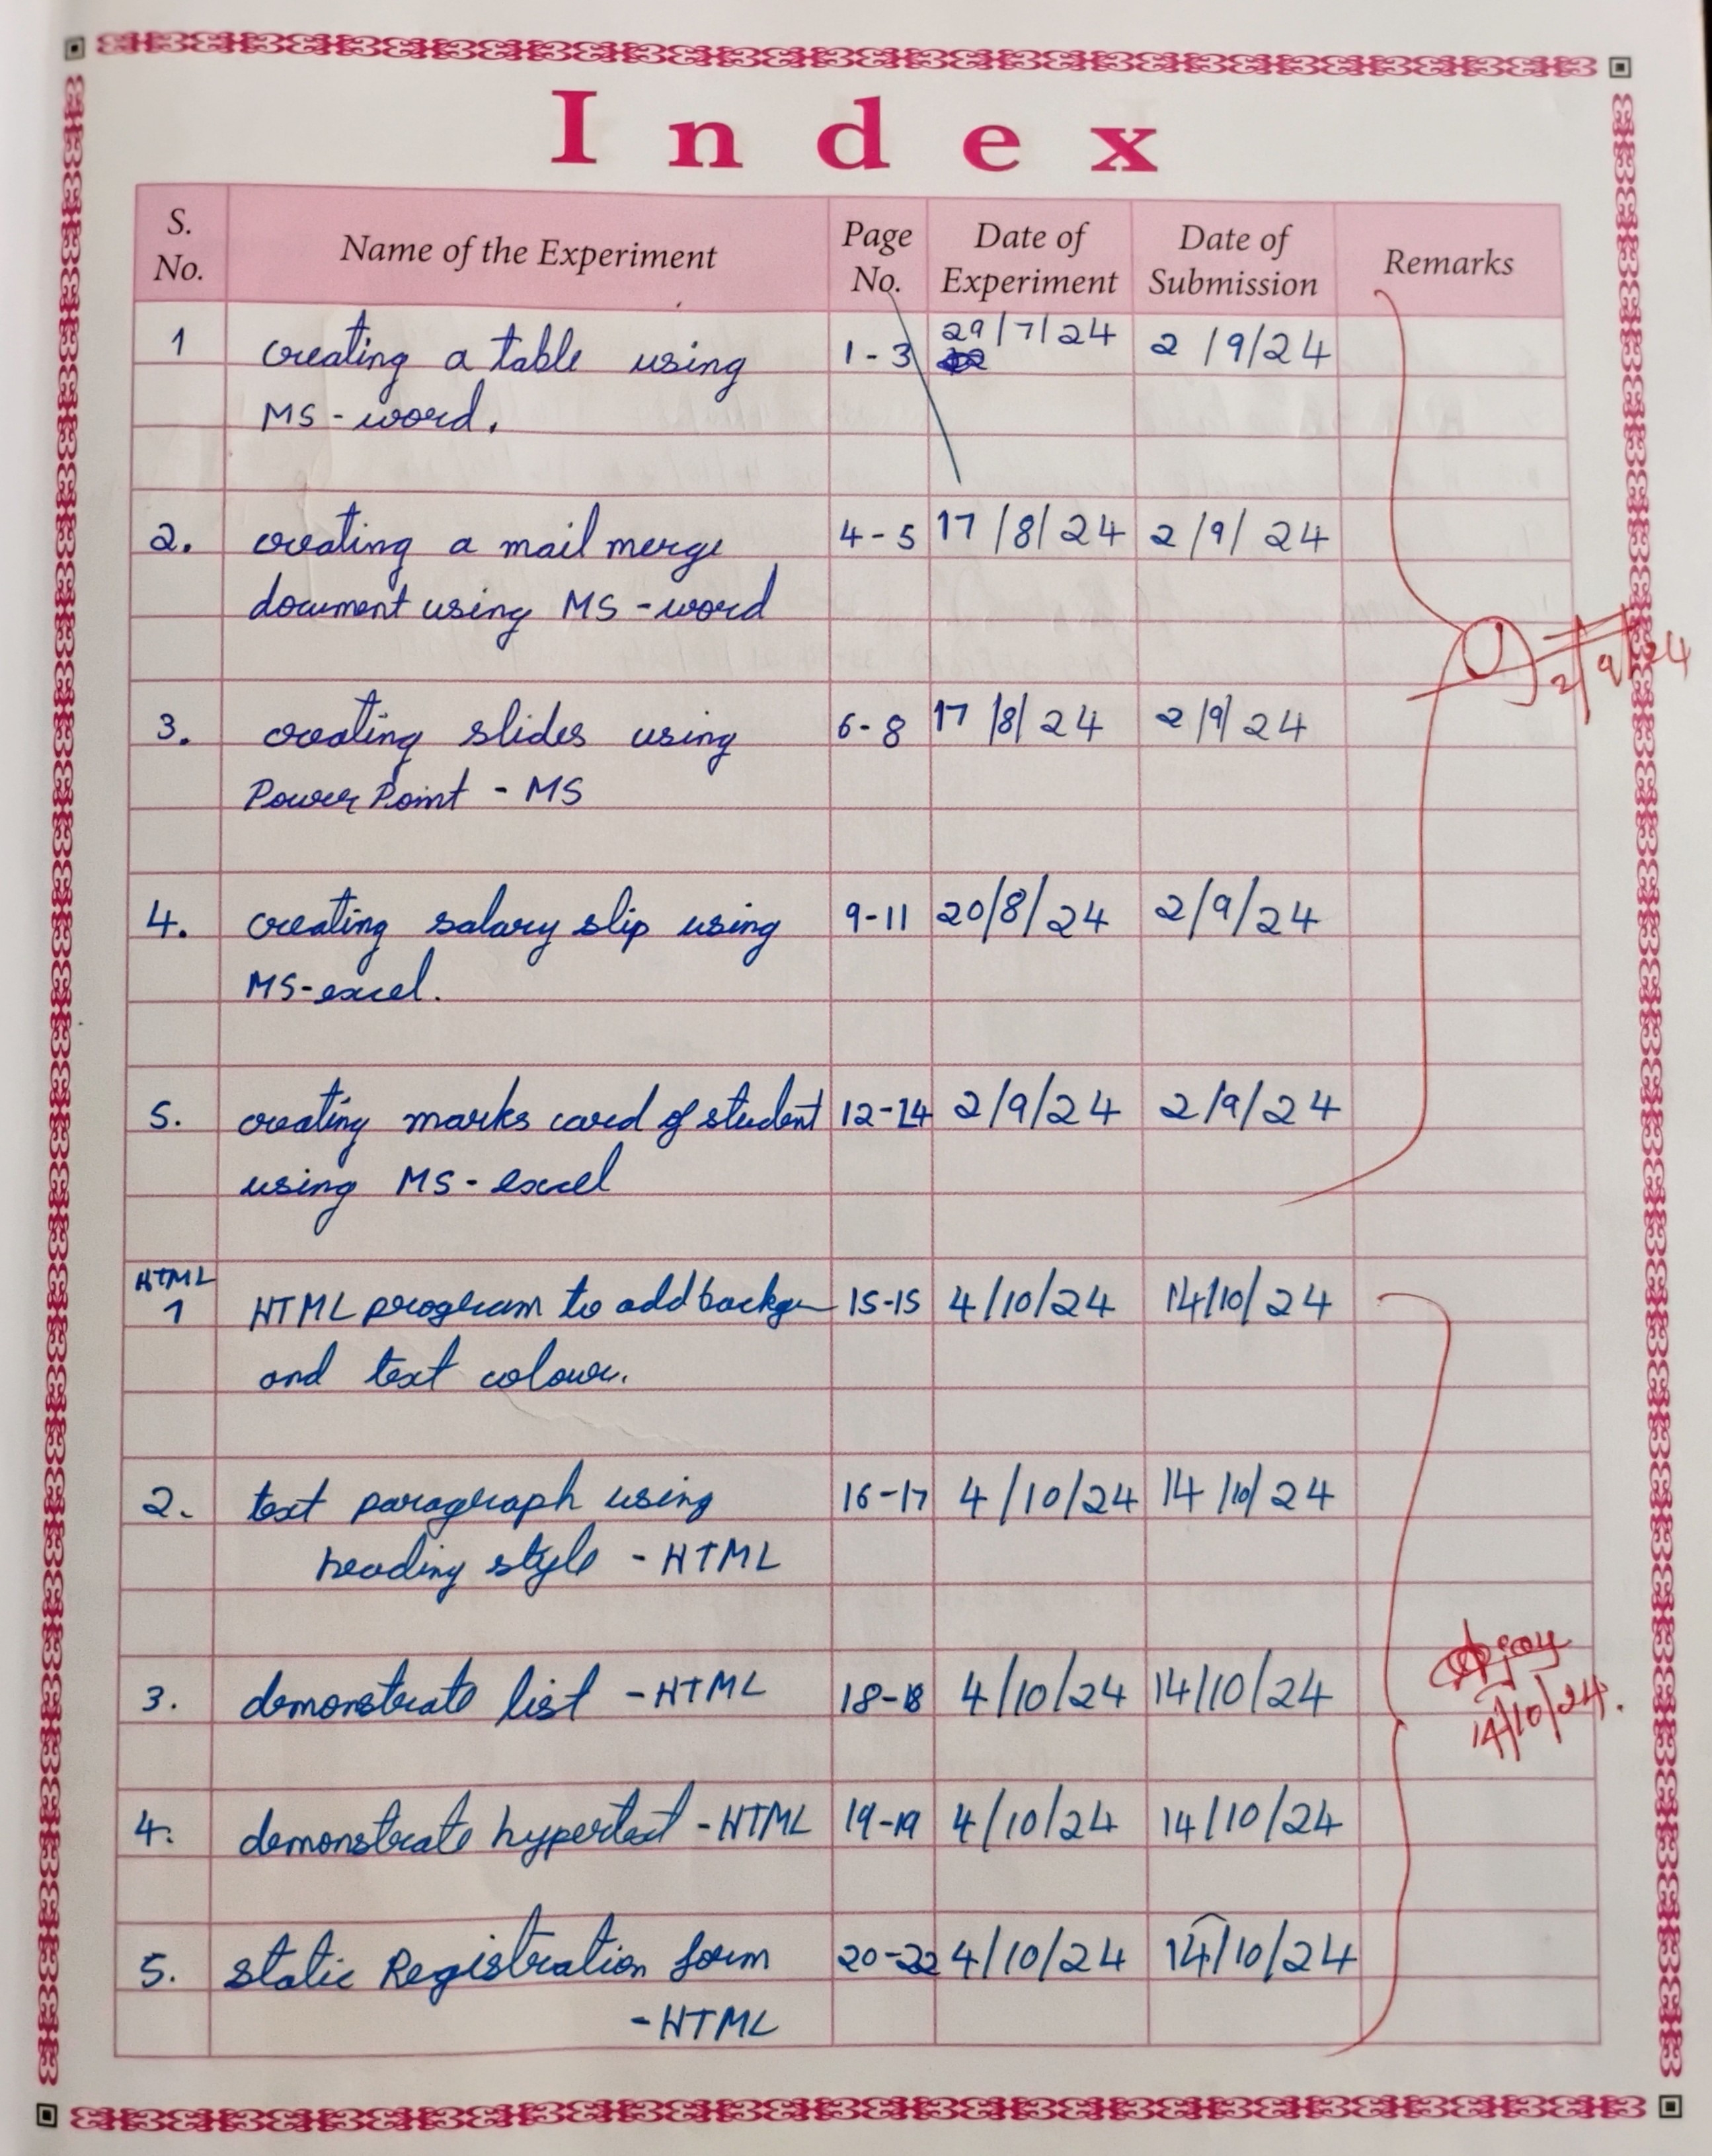 Index
S. No. Name of the Experiment Page No. Date of Experiment Date of Submission Remarks
1 creating a table using 1-3 29/7/24 2/9/24
MS-word.
2. creating a mail merge 4-5 17/8/24 2/9/24
document using MS-word
2/9/24
3. creating slides using 6-8 17/8/24 2/9/24
Power Point - MS
4. creating salary slip using 9-11 20/8/24 2/9/24
MS-excel.
5. creating marks card of student 12-14 2/9/24 2/9/24
using MS-excel
HTML
1 HTML program to add 15-15 4/10/24 14/10/24
and text colour.
2. text paragraph using 16-17 4/10/24 14/10/24
heading style - HTML
3. demonstrate list - HTML 18-18 4/10/24 14/10/24
14/10/24.
4. demonstrate hypertext - HTML 19-19 4/10/24 14/10/24
5. static Registration form 20-22 4/10/24 14/10/24
- HTML